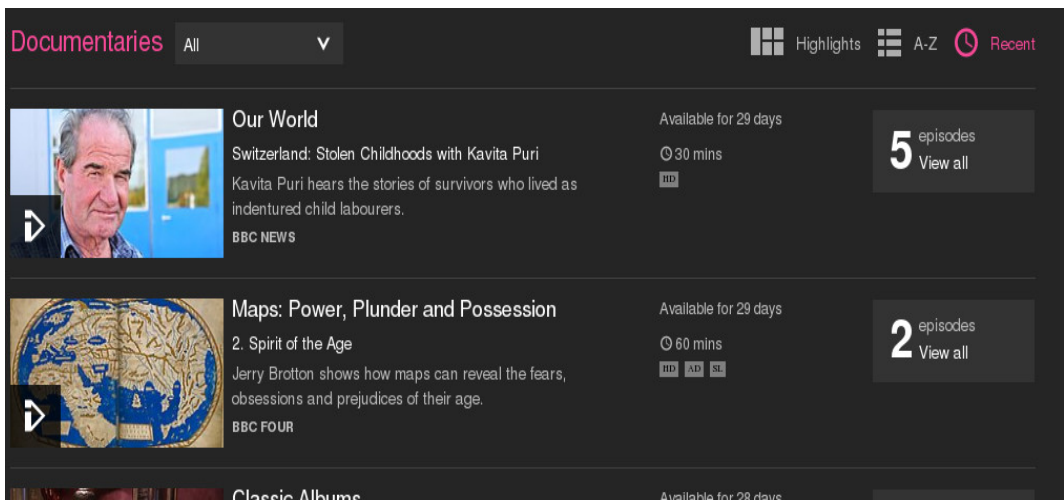 Documentaries All Highlights A-Z Recent
Our World
Switzerland: Stolen Childhoods with Kavita Puri
Kavita Puri hears the stories of survivors who lived as
indentured child labourers.
BBC NEWS
Available for 29 days
30 mins
HD
5 episodes
View all
Maps: Power, Plunder and Possession
2. Spirit of the Age
Jerry Brotton shows how maps can reveal the fears,
obsessions and prejudices of their age.
BBC FOUR
Available for 29 days
60 mins
HD AD SL
2 episodes
View all
Classic Albums
Available for 28 days